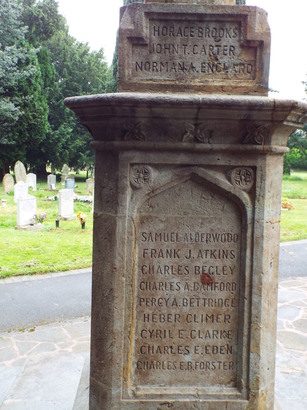 HORACE BROOKS
JOHN T. CARTER
NORMAN A. ENGLAND
SAMUEL ALDERWOOD
FRANK J. ATKINS
CHARLES BEGLEY
CHARLES A. DAMFORD
PERCY A. BETTRIDGE
HEBER CLIMER
CYRIL E. CLARKE
CHARLES E. EDEN
CHARLES E.B. FORSTER